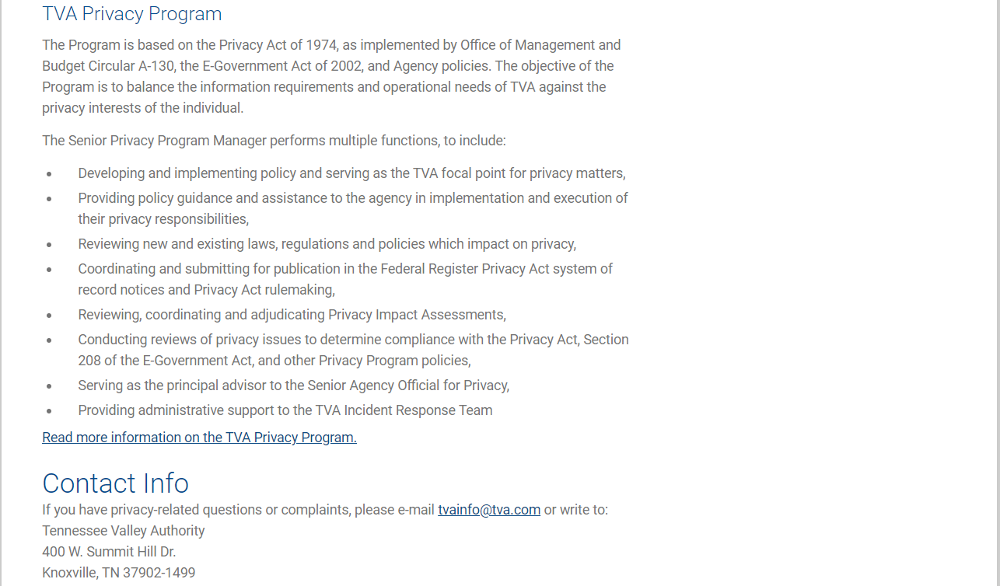 TVA Privacy Program
The Program is based on the Privacy Act of 1974, as implemented by Office of Management and
Budget Circular A-130, the E-Government Act of 2002, and Agency policies. The objective of the
Program is to balance the information requirements and operational needs of TVA against the
privacy interests of the individual.
The Senior Privacy Program Manager performs multiple functions, to include:
• Developing and implementing policy and serving as the TVA focal point for privacy matters,
• Providing policy guidance and assistance to the agency in implementation and execution of
their privacy responsibilities,
• Reviewing new and existing laws, regulations and policies which impact on privacy,
• Coordinating and submitting for publication in the Federal Register Privacy Act system of
record notices and Privacy Act rulemaking,
• Reviewing, coordinating and adjudicating Privacy Impact Assessments,
• Conducting reviews of privacy issues to determine compliance with the Privacy Act, Section
208 of the E-Government Act, and other Privacy Program policies,
• Serving as the principal advisor to the Senior Agency Official for Privacy,
• Providing administrative support to the TVA Incident Response Team
Read more information on the TVA Privacy Program.
Contact Info
If you have privacy-related questions or complaints, please e-mail tvainfo@tva.com or write to:
Tennessee Valley Authority
400 W. Summit Hill Dr.
Knoxville, TN 37902-1499